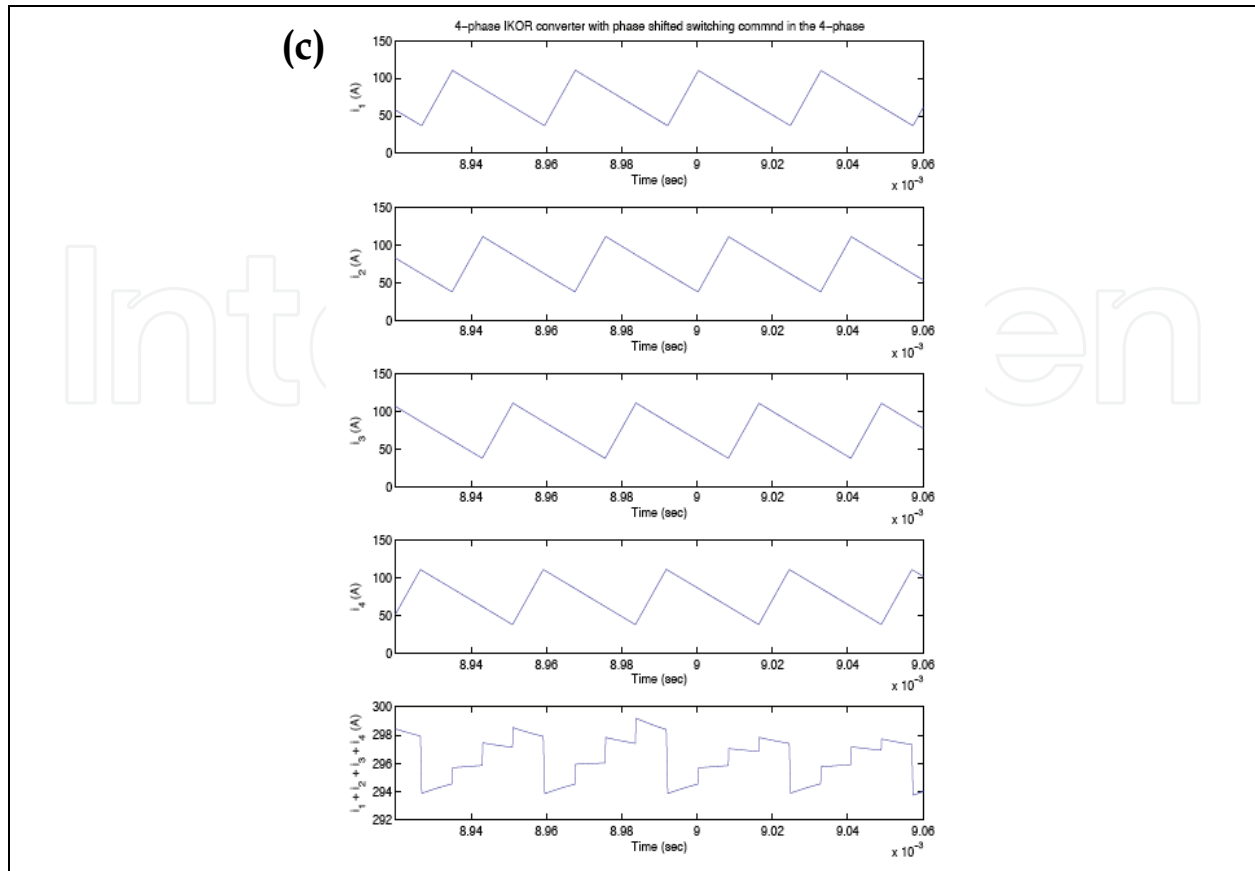 (c)
4-phase IKOR converter with phase shifted switching commnd in the 4-phase
150
100
50
0
i1 (A)
8.94 8.96 8.98 9 9.02 9.04 9.06
Time (sec)
x 10-3
150
100
50
0
i2 (A)
8.94 8.96 8.98 9 9.02 9.04 9.06
Time (sec)
x 10-3
150
100
50
0
i3 (A)
8.94 8.96 8.98 9 9.02 9.04 9.06
Time (sec)
x 10-3
150
100
50
0
i4 (A)
8.94 8.96 8.98 9 9.02 9.04 9.06
Time (sec)
x 10-3
300
298
296
294
292
i1 + i2 + i3 + i4 (A)
8.94 8.96 8.98 9 9.02 9.04 9.06
Time (sec)
x 10-3
Inte
en